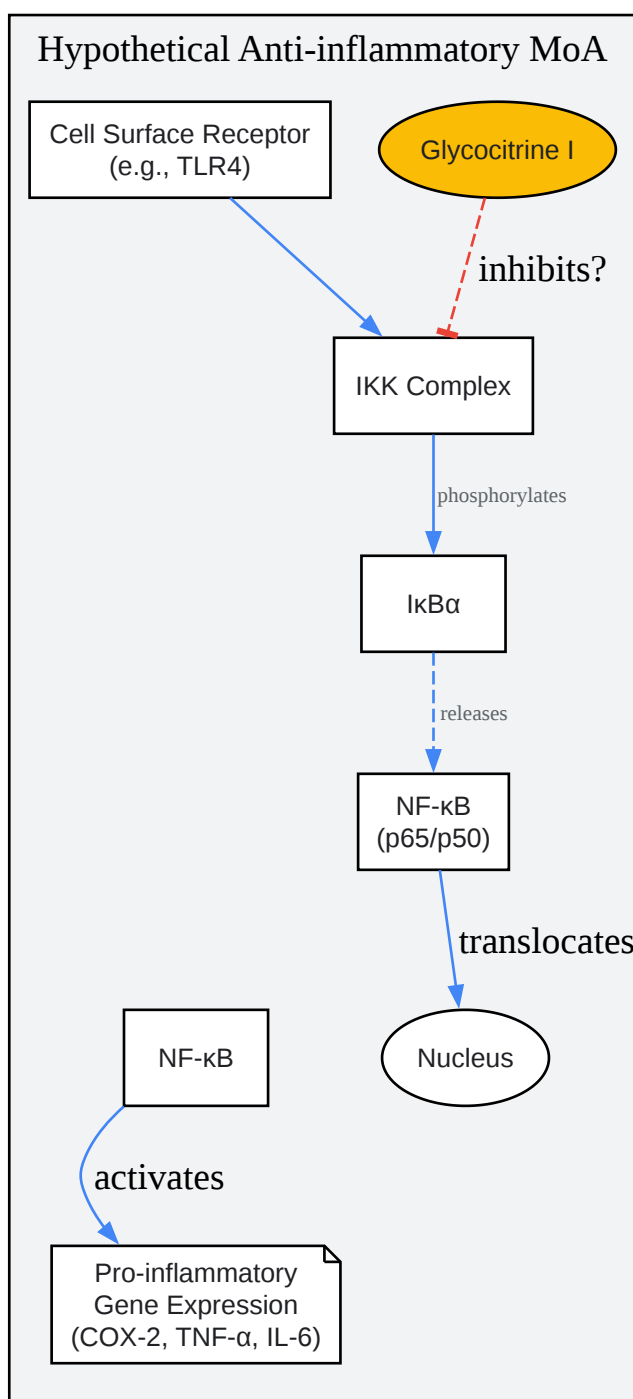 Hypothetical Anti-inflammatory MoA
Cell Surface Receptor
(e.g., TLR4)
Glycocitrine I
inhibits?
IKK Complex
phosphorylates
IκBα
releases
NF-κB
(p65/p50)
translocates
NF-κB
Nucleus
activates
Pro-inflammatory
Gene Expression
(COX-2, TNF-α, IL-6)